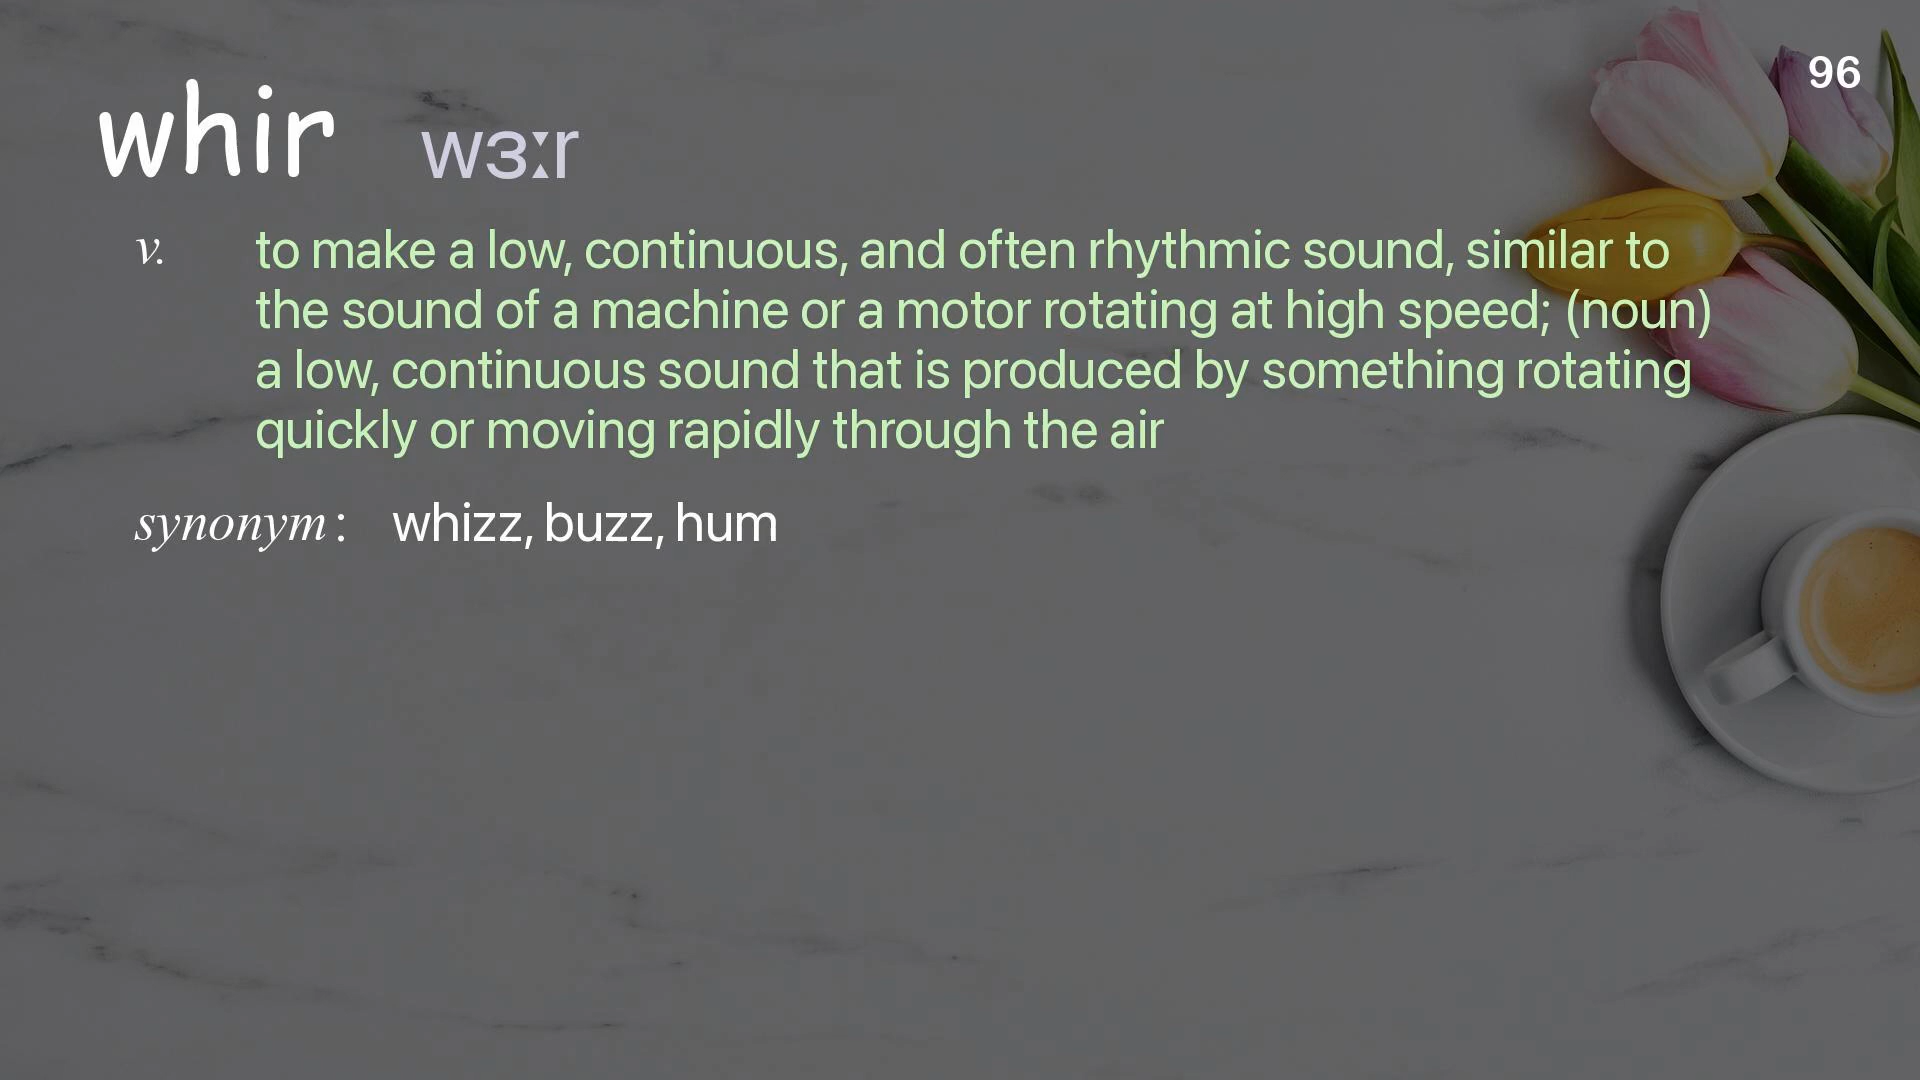 96
whir wɜːr
v. to make a low, continuous, and often rhythmic sound, similar to
the sound of a machine or a motor rotating at high speed; (noun)
a low, continuous sound that is produced by something rotating
quickly or moving rapidly through the air
synonym : whizz, buzz, hum